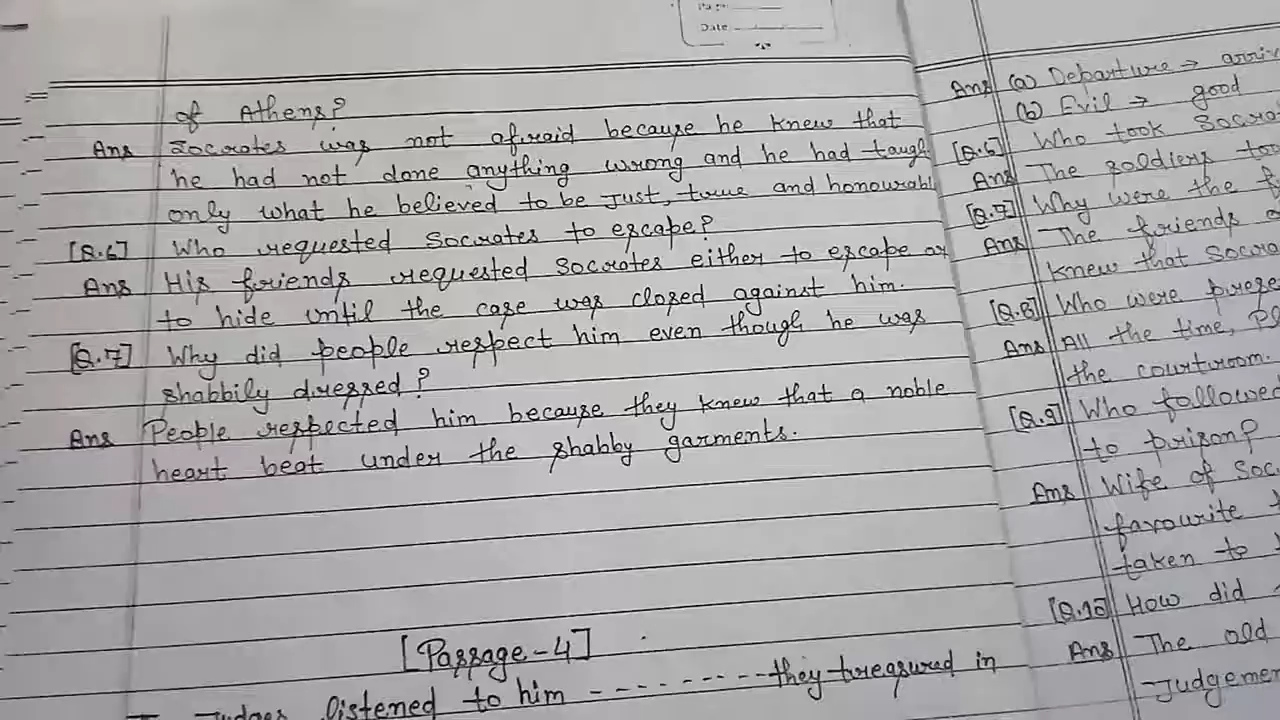 Date
of Athens?
Ans Socrates was not afraid because he knew that
he had not done anything wrong and he had taugh
only what he believed to be just, true and honourabl
[Q.6] Who requested Socrates to escape?
Ans His friends requested Socrates either to escape or
to hide until the case was closed against him.
[Q.7] Why did people respect him even though he was
shabbily dressed?
Ans People respected him because they knew that a noble
heart beat under the shabby garments.
[Passage-4]
Judges listened to him - - - - - - - - - they treasured in
Ans (a) Departure → arriv
(b) Evil → good
Who took Socra
Ans The soldiers too
[Q.7] Why were the f
Ans The friends
knew that Socra
[Q.8] Who were prese
Ans All the time, Pl
the courtroom.
[Q.9] Who followed
to prison?
Ans Wife of Soc
favourite
taken to
[Q.10] How did
Ans The old
Judgemen